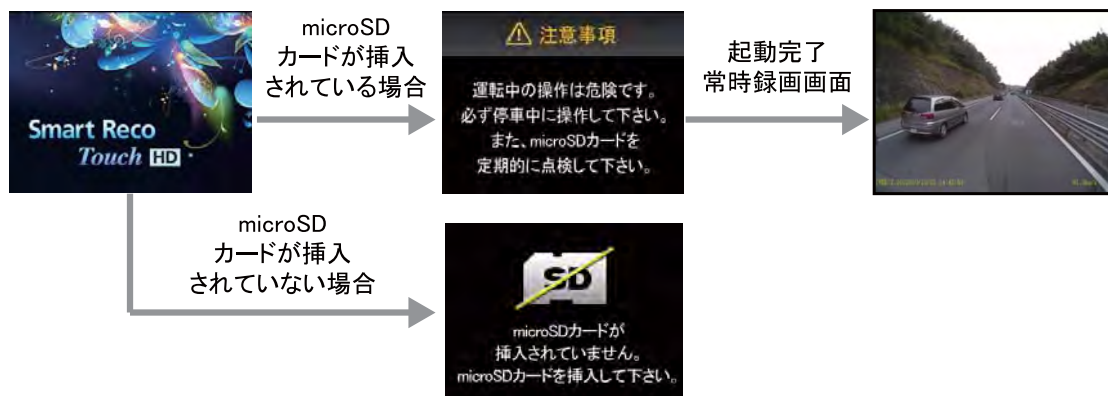 Smart Reco
Touch HD
microSD
カードが挿入
されている場合
⚠ 注意事項
運転中の操作は危険です。
必ず停車中に操作して下さい。
また、microSDカードを
定期的に点検して下さい。
起動完了
常時録画画面
microSD
カードが挿入
されていない場合
SD
microSDカードが
挿入されていません。
microSDカードを挿入して下さい。